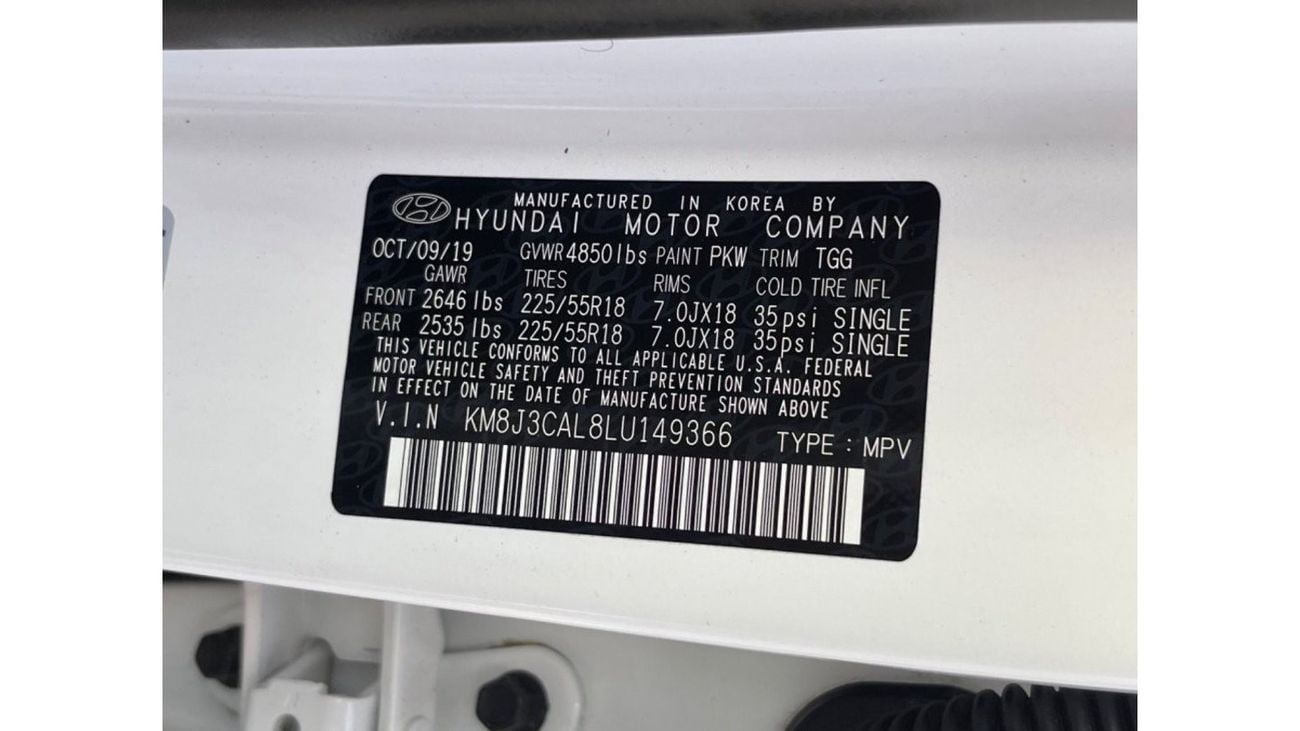 MANUFACTURED IN KOREA BY
HYUNDAI MOTOR COMPANY
OCT/09/19 GVWR 4850lbs PAINT PKW TRIM TGG
GAWR TIRES RIMS COLD TIRE INFL
FRONT 2646 lbs 225/55R18 7.0JX18 35psi SINGLE
REAR 2535 lbs 225/55R18 7.0JX18 35psi SINGLE
THIS VEHICLE CONFORMS TO ALL APPLICABLE U.S.A. FEDERAL
MOTOR VEHICLE SAFETY AND THEFT PREVENTION STANDARDS
IN EFFECT ON THE DATE OF MANUFACTURE SHOWN ABOVE
V.I.N KM8J3CAL8LU149366 TYPE : MPV